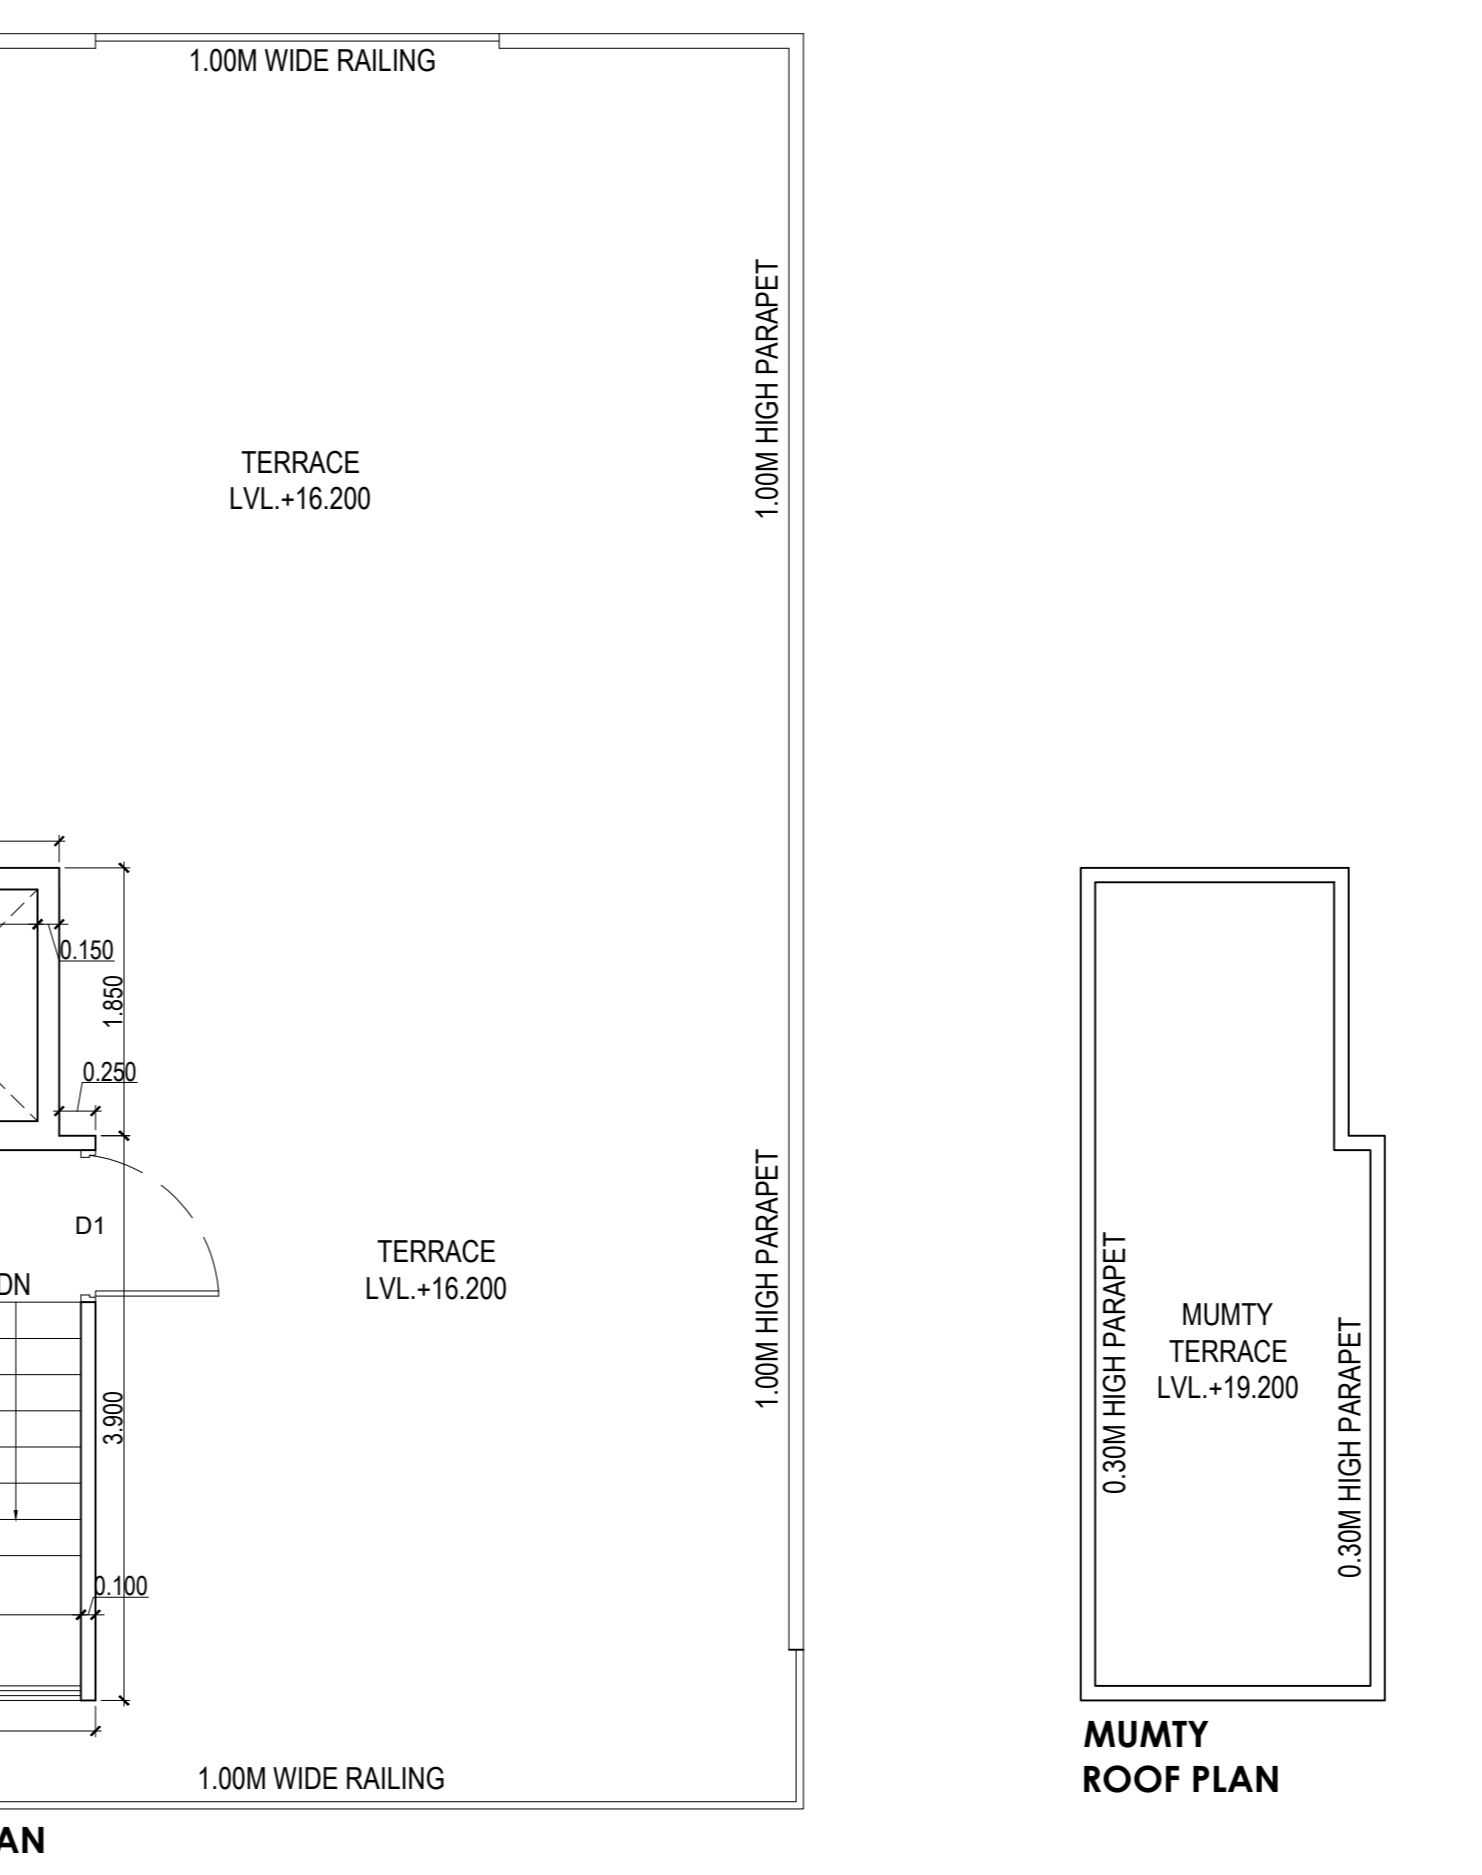 1.00M WIDE RAILING
1.00M HIGH PARAPET
TERRACE
LVL.+16.200
0.150
1.850
0.250
D1
DN
TERRACE
LVL.+16.200
1.00M HIGH PARAPET
3.900
0.100
1.00M WIDE RAILING
AN
0.30M HIGH PARAPET
MUMTY
TERRACE
LVL.+19.200
0.30M HIGH PARAPET
MUMTY
ROOF PLAN